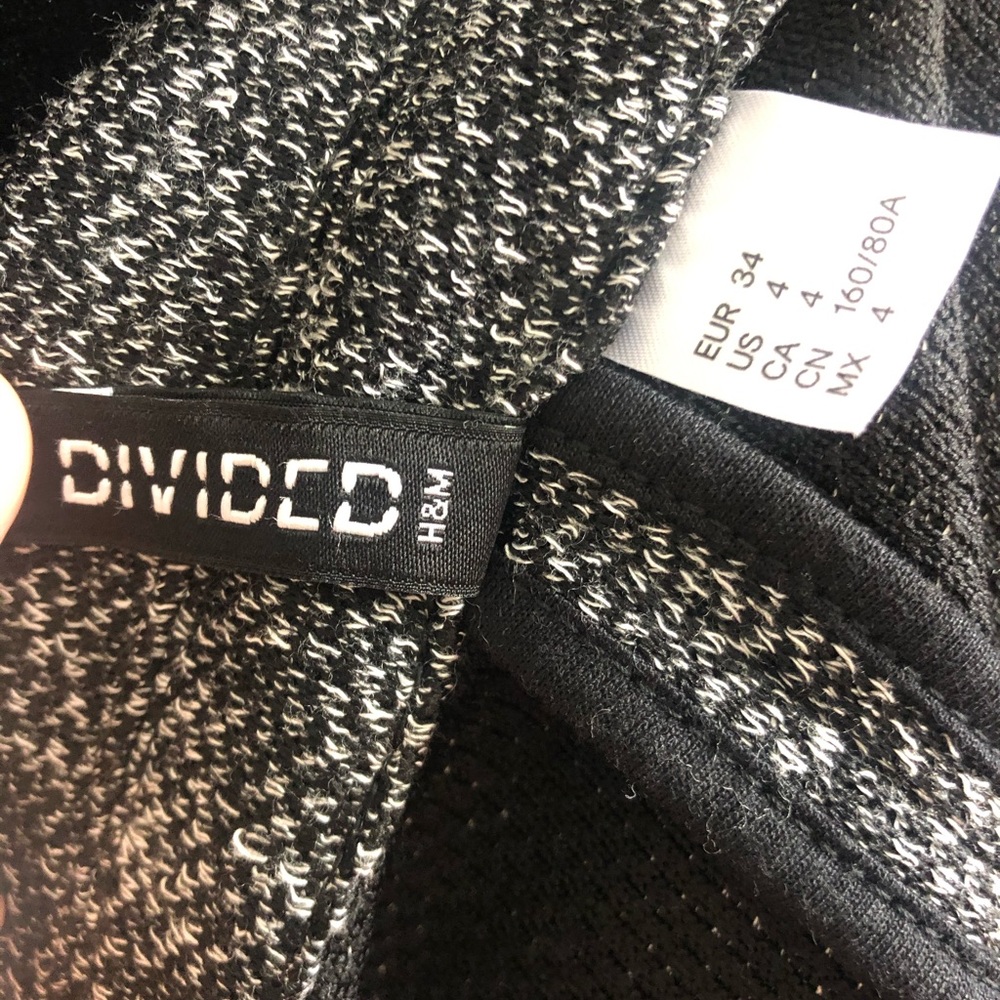 DIVIDED
H&M
EUR 34
US 4
CA 4
CN 160/80A
MX 4